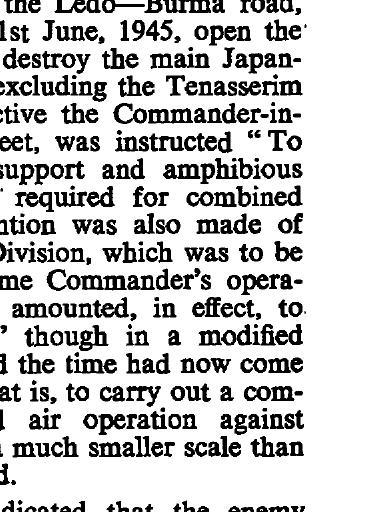 the Ledo—Burma road,
1st June, 1945, open the
destroy the main Japan-
excluding the Tenasserim
ctive the Commander-in-
eet, was instructed “ To
support and amphibious
required for combined
ntion was also made of
Division, which was to be
me Commander’s opera-
amounted, in effect, to
’ though in a modified
d the time had now come
at is, to carry out a com-
air operation against
much smaller scale than
d.
dicated that the enemy